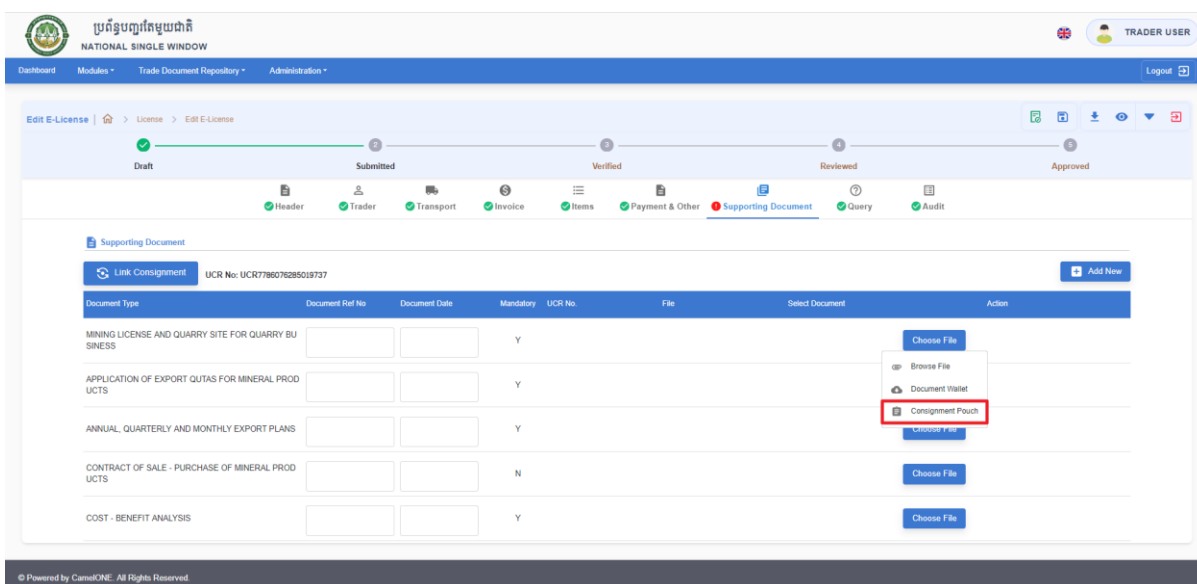 ប្រព័ន្ធបញ្ជរតែមួយជាតិ
NATIONAL SINGLE WINDOW
TRADER USER
Dashboard Modules Trade Document Repository Administration Logout
Edit E-License | > License > Edit E-License
2 3 4 5
Draft Submitted Verified Reviewed Approved
Header Trader Transport Invoice Items Payment & Other Supporting Document Query Audit
Supporting Document
Link Consignment UCR No: UCR7786076285019737 Add New
Document Type Document Ref No Document Date Mandatory UCR No. File Select Document Action
MINING LICENSE AND QUARRY SITE FOR QUARRY BU
SINESS
Y Choose File
Browse File
APPLICATION OF EXPORT QUTAS FOR MINERAL PROD
UCTS
Y
Document Wallet
Consignment Pouch
ANNUAL, QUARTERLY AND MONTHLY EXPORT PLANS Y Choose File
CONTRACT OF SALE - PURCHASE OF MINERAL PROD
UCTS
N Choose File
COST - BENEFIT ANALYSIS Y Choose File
© Powered by CamelONE. All Rights Reserved.